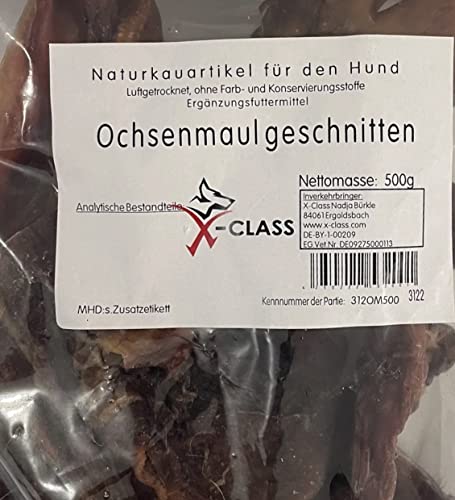 Naturkauartikel für den Hund
Luftgetrocknet, ohne Farb- und Konservierungsstoffe
Ergänzungsfuttermittel
Ochsenmaul geschnitten
Nettomasse: 500g
Analytische Bestandteile:
X-CLASS
Inverkehrbringer:
X-Class Nadja Bürkle
84061 Ergoldsbach
www.x-class.com
DE-BY-1-00209
EG Vet.Nr. DE09275000113
MHD:s.Zusatzetikett
Kennnummer der Partie: 312OM500
3122